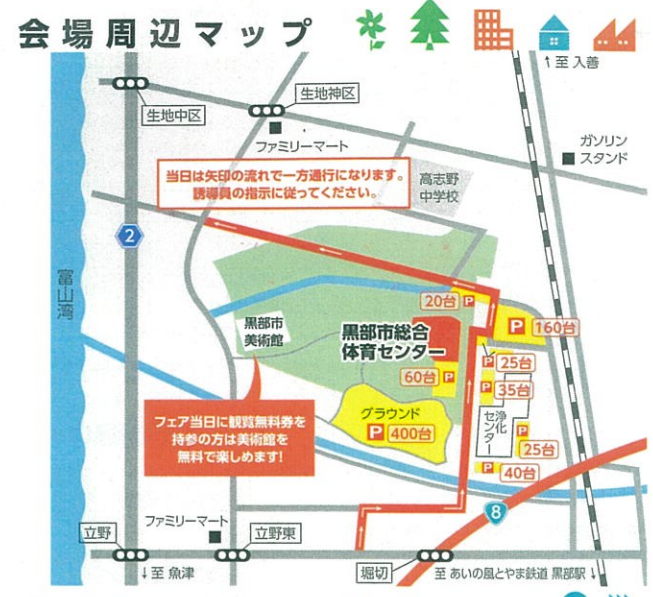 会場周辺マップ
↑至 入善
生地中区
生地神区
ファミリーマート
ガソリン
スタンド
当日は矢印の流れで一方通行になります。
誘導員の指示に従ってください。
高志野
中学校
2
富山湾
20台 P
P 160台
黒部市
美術館
黒部市総合
体育センター
P 25台
60台 P
P 35台
グラウンド
P 400台
浄化
センター
P
25台
P 40台
フェア当日に観覧無料券を
持参の方は美術館を
無料で楽しめます!
8
ファミリーマート
立野
立野東
↓至 魚津
堀切
至 あいの風とやま鉄道 黒部駅↓